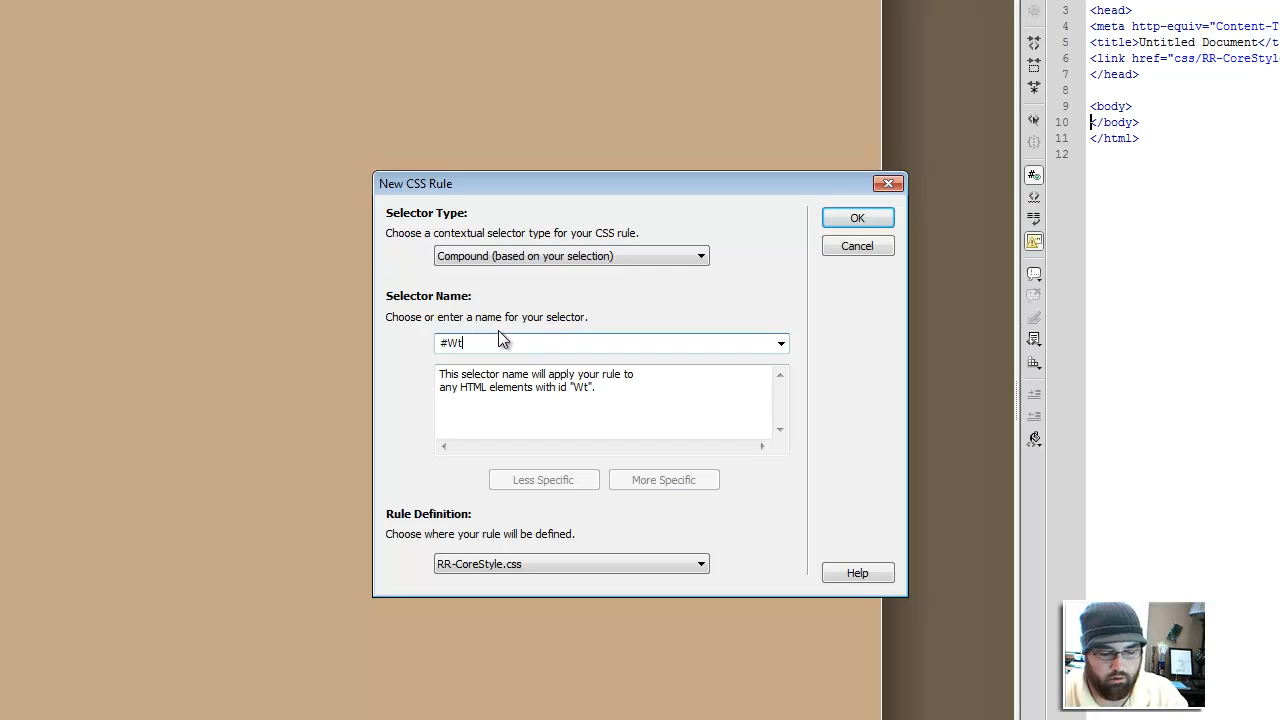 3 <head>
4 <meta http-equiv="Content-T
5 <title>Untitled Document</t
6 <link href="css/RR-CoreStyle
7 </head>
8
9 <body>
10 </body>
11 </html>
12
New CSS Rule
Selector Type:
Choose a contextual selector type for your CSS rule.
Compound (based on your selection)
OK
Cancel
Selector Name:
Choose or enter a name for your selector.
#Wt
This selector name will apply your rule to
any HTML elements with id "Wt".
Less Specific More Specific
Rule Definition:
Choose where your rule will be defined.
RR-CoreStyle.css
Help